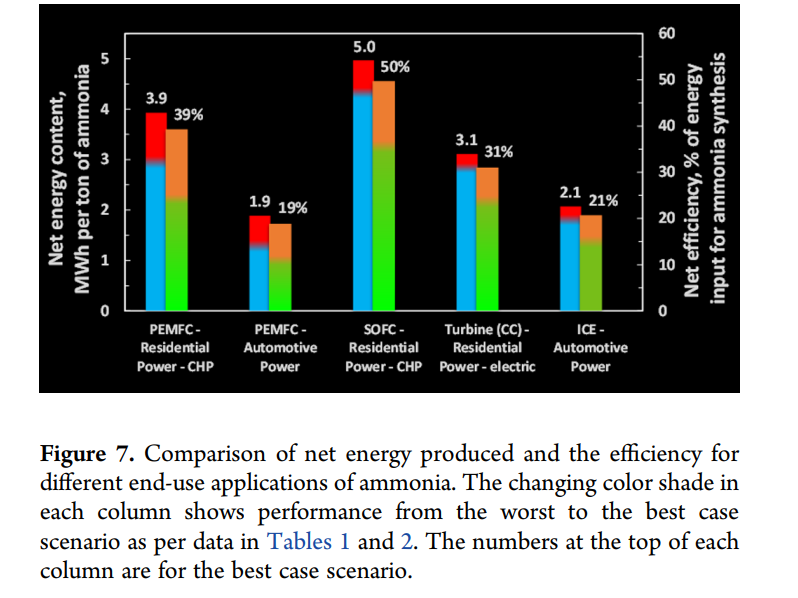 Net energy content,
MWh per ton of ammonia
5
4
3
2
1
0
3.9
39%
1.9
19%
5.0
50%
3.1
31%
2.1
21%
60
50
40
30
20
10
0
Net efficiency, % of energy
input for ammonia synthesis
PEMFC -
Residential
Power - CHP
PEMFC -
Automotive
Power
SOFC -
Residential
Power - CHP
Turbine (CC) -
Residential
Power - electric
ICE -
Automotive
Power
Figure 7. Comparison of net energy produced and the efficiency for
different end-use applications of ammonia. The changing color shade in
each column shows performance from the worst to the best case
scenario as per data in Tables 1 and 2. The numbers at the top of each
column are for the best case scenario.